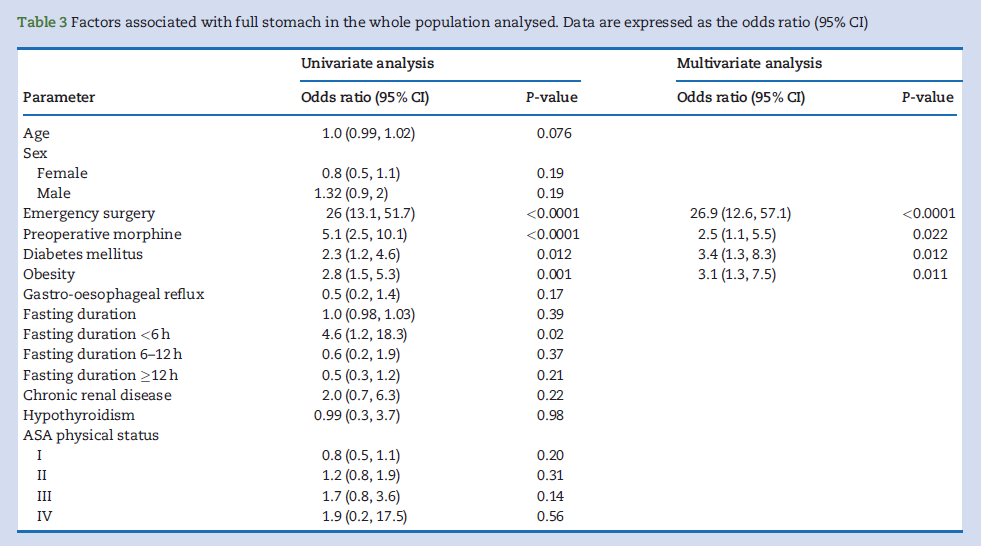 Table 3 Factors associated with full stomach in the whole population analysed. Data are expressed as the odds ratio (95% CI)
Univariate analysis Multivariate analysis
Parameter Odds ratio (95% CI) P-value Odds ratio (95% CI) P-value
Age 1.0 (0.99, 1.02) 0.076
Sex
Female 0.8 (0.5, 1.1) 0.19
Male 1.32 (0.9, 2) 0.19
Emergency surgery 26 (13.1, 51.7) <0.0001 26.9 (12.6, 57.1) <0.0001
Preoperative morphine 5.1 (2.5, 10.1) <0.0001 2.5 (1.1, 5.5) 0.022
Diabetes mellitus 2.3 (1.2, 4.6) 0.012 3.4 (1.3, 8.3) 0.012
Obesity 2.8 (1.5, 5.3) 0.001 3.1 (1.3, 7.5) 0.011
Gastro-oesophageal reflux 0.5 (0.2, 1.4) 0.17
Fasting duration 1.0 (0.98, 1.03) 0.39
Fasting duration <6 h 4.6 (1.2, 18.3) 0.02
Fasting duration 6–12 h 0.6 (0.2, 1.9) 0.37
Fasting duration ≥12 h 0.5 (0.3, 1.2) 0.21
Chronic renal disease 2.0 (0.7, 6.3) 0.22
Hypothyroidism 0.99 (0.3, 3.7) 0.98
ASA physical status
I 0.8 (0.5, 1.1) 0.20
II 1.2 (0.8, 1.9) 0.31
III 1.7 (0.8, 3.6) 0.14
IV 1.9 (0.2, 17.5) 0.56